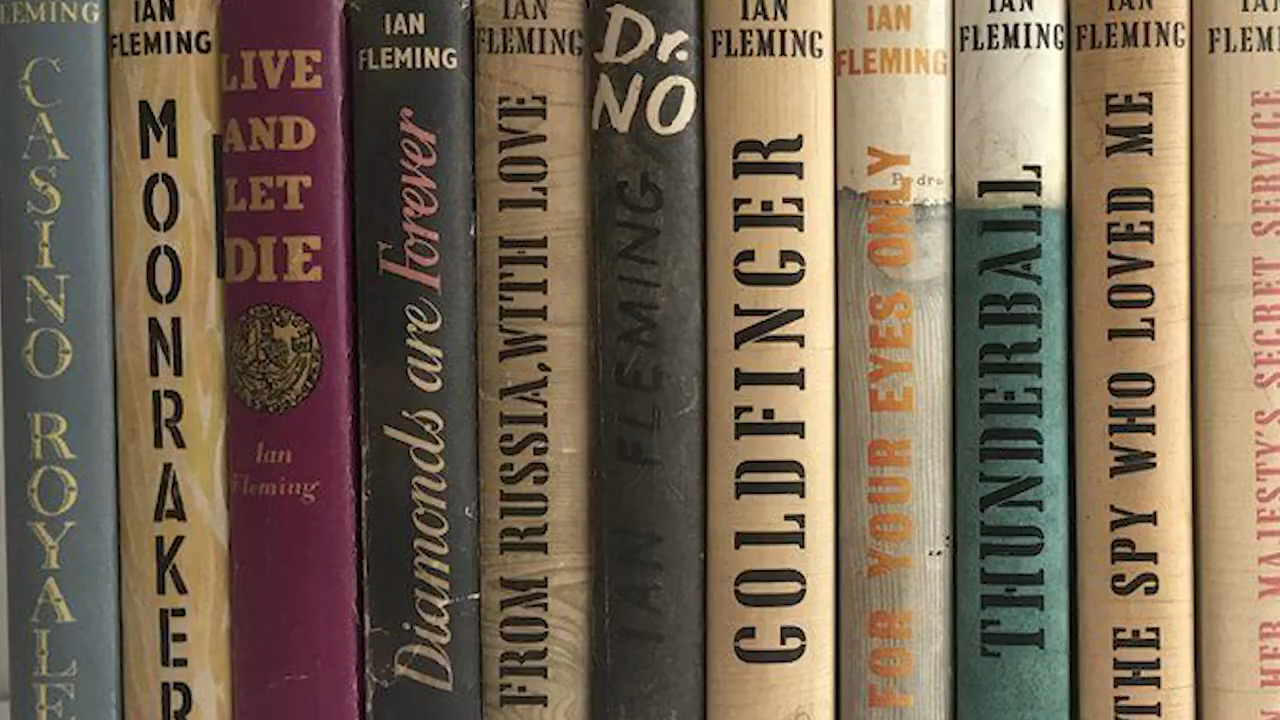 FLEMING
CASINO ROYALE
IAN
FLEMING
MOONRAKER
LIVE
AND
LET
DIE
Ian
Fleming
IAN
FLEMING
Diamonds are Forever
IAN
FLEMING
FROM RUSSIA, WITH LOVE
Dr.
NO
IAN FLEMING
IAN
FLEMING
GOLDFINGER
IAN
FLEMING
FOR YOUR EYES ONLY
IAN
FLEMING
THUNDERBALL
IAN
FLEMING
THE SPY WHO LOVED ME
IAN
FLEMI
HER MAJESTY'S SECRET SERVICE